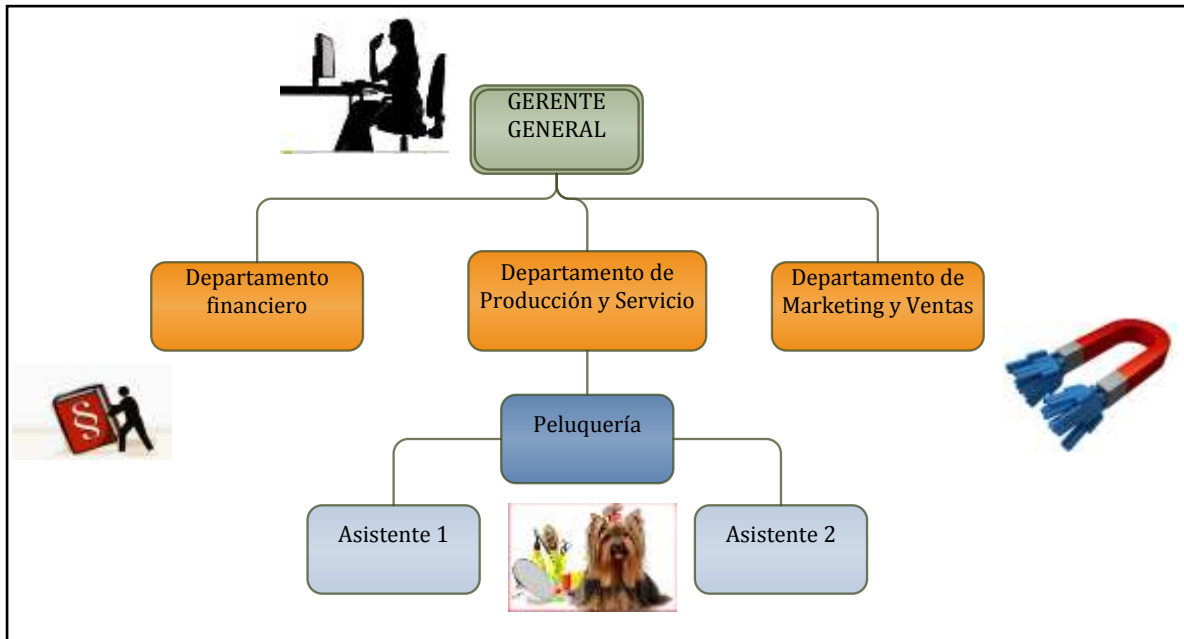 GERENTE
GENERAL
Departamento
financiero
Departamento de
Producción y Servicio
Departamento de
Marketing y Ventas
§
Peluquería
Asistente 1
Asistente 2